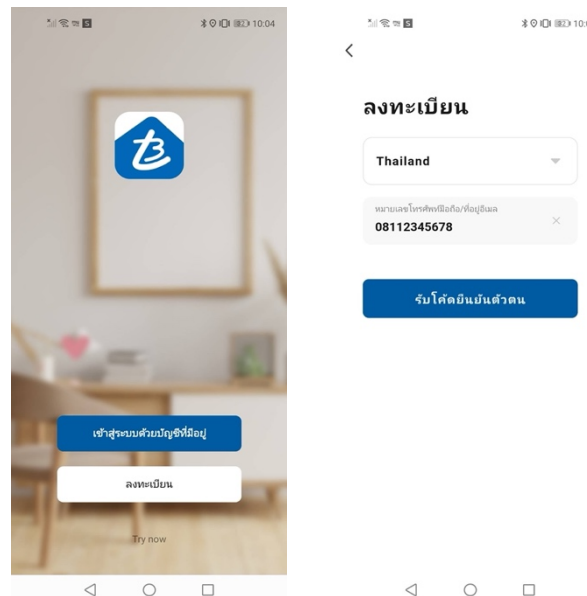 10:04
เข้าสู่ระบบด้วยบัญชีที่มีอยู่
ลงทะเบียน
Try now
ลงทะเบียน
Thailand
หมายเลขโทรศัพท์มือถือ/ที่อยู่อีเมล
08112345678
รับโค้ดยืนยันตัวตน